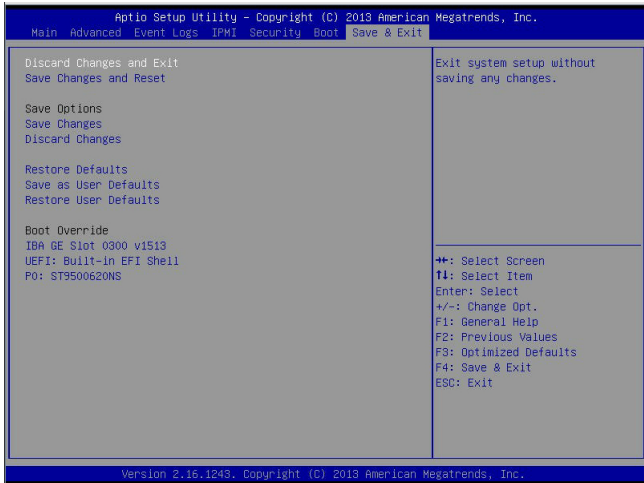 Aptio Setup Utility – Copyright (C) 2013 American Megatrends, Inc.
Main Advanced Event Logs IPMI Security Boot Save & Exit
Discard Changes and Exit
Save Changes and Reset
Save Options
Save Changes
Discard Changes
Restore Defaults
Save as User Defaults
Restore User Defaults
Boot Override
IBA GE Slot 0300 v1513
UEFI: Built-in EFI Shell
P0: ST9500620NS
Exit system setup without
saving any changes.
→←: Select Screen
↑↓: Select Item
Enter: Select
+/-: Change Opt.
F1: General Help
F2: Previous Values
F3: Optimized Defaults
F4: Save & Exit
ESC: Exit
Version 2.16.1243. Copyright (C) 2013 American Megatrends, Inc.